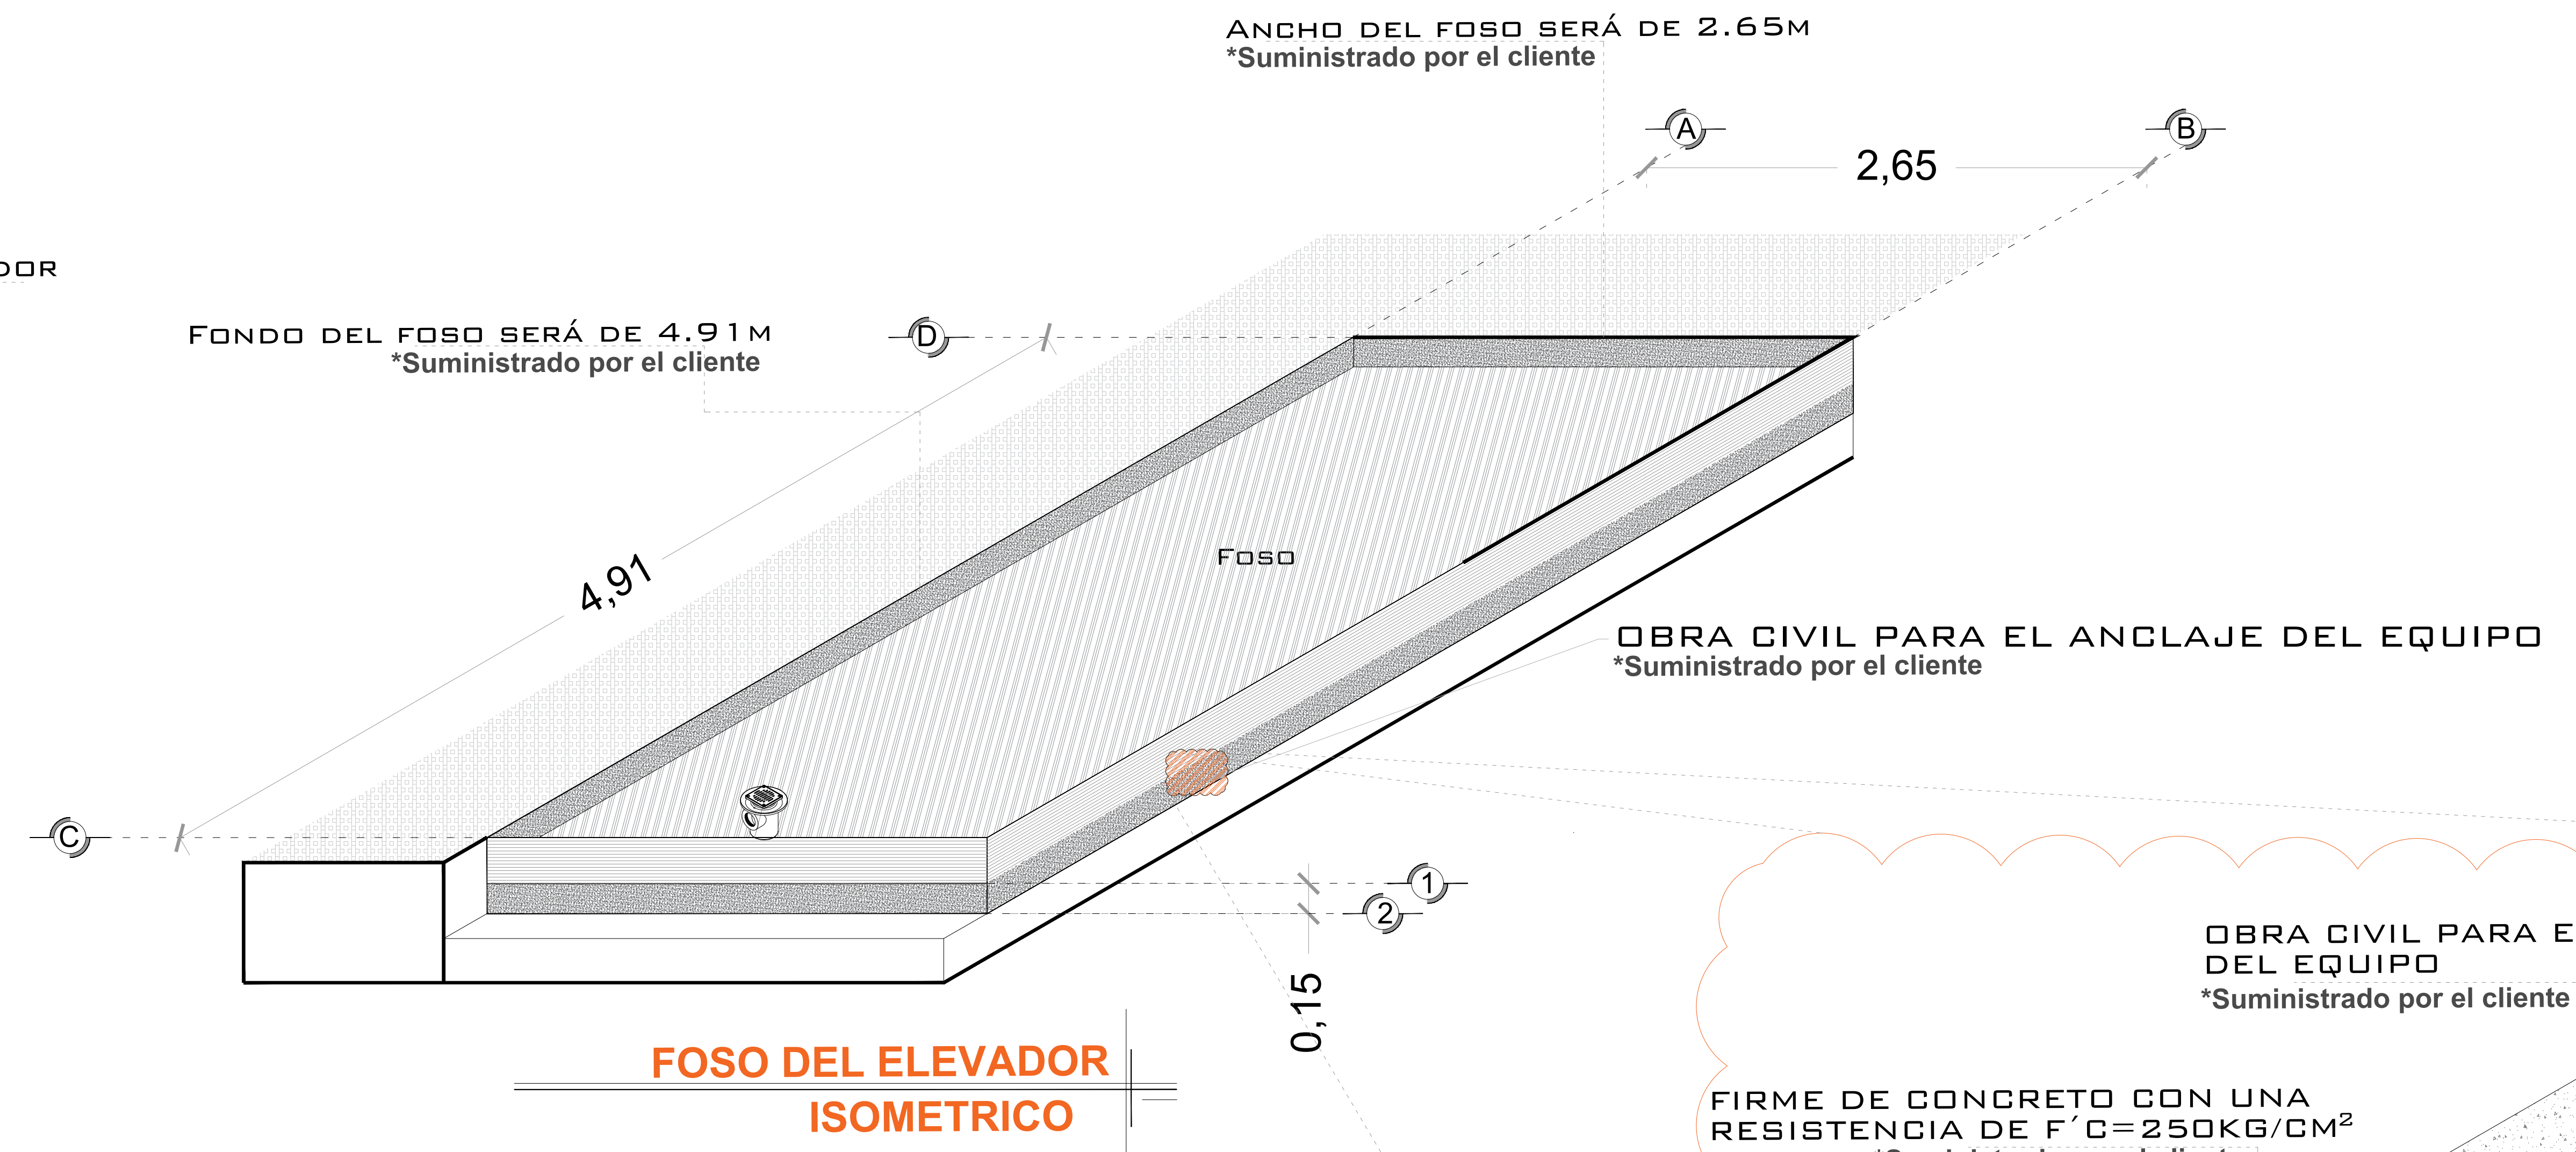 ANCHO DEL FOSO SERÁ DE 2.65M
*Suministrado por el cliente
A
B
2,65
FONDO DEL FOSO SERÁ DE 4.91M
*Suministrado por el cliente
D
4,91
FOSO
OBRA CIVIL PARA EL ANCLAJE DEL EQUIPO
*Suministrado por el cliente
C
1
2
0,15
OBRA CIVIL PARA E
DEL EQUIPO
*Suministrado por el cliente
FOSO DEL ELEVADOR
ISOMETRICO
FIRME DE CONCRETO CON UNA
RESISTENCIA DE F´C=250KG/CM²